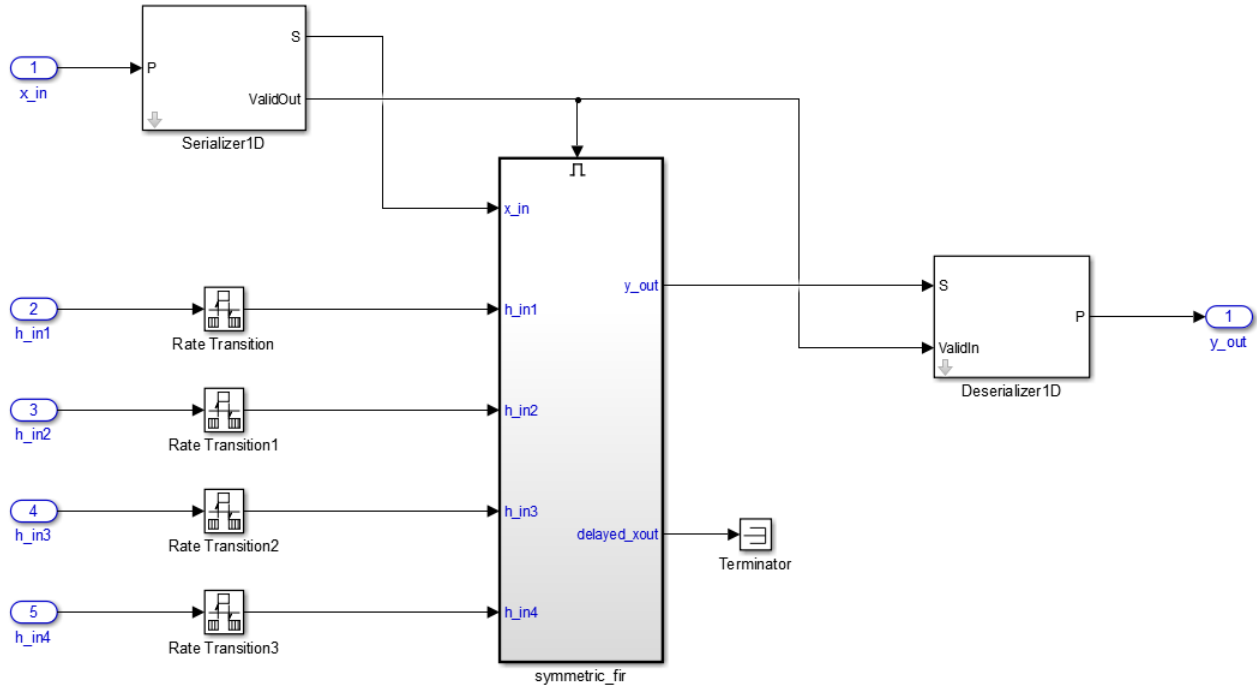 1
x_in
P
S
ValidOut
Serializer1D
x_in
2
h_in1
Rate Transition
h_in1
3
h_in2
Rate Transition1
h_in2
4
h_in3
Rate Transition2
h_in3
5
h_in4
Rate Transition3
h_in4
y_out
delayed_xout
symmetric_fir
Terminator
S
ValidIn
P
Deserializer1D
1
y_out